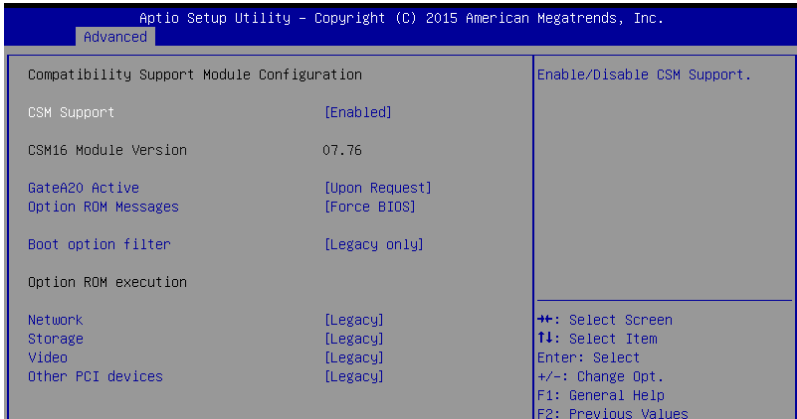 Aptio Setup Utility – Copyright (C) 2015 American Megatrends, Inc.
Advanced
Compatibility Support Module Configuration
CSM Support [Enabled]
CSM16 Module Version 07.76
GateA20 Active [Upon Request]
Option ROM Messages [Force BIOS]
Boot option filter [Legacy only]
Option ROM execution
Network [Legacy]
Storage [Legacy]
Video [Legacy]
Other PCI devices [Legacy]
Enable/Disable CSM Support.
→←: Select Screen
↑↓: Select Item
Enter: Select
+/-: Change Opt.
F1: General Help
F2: Previous Values